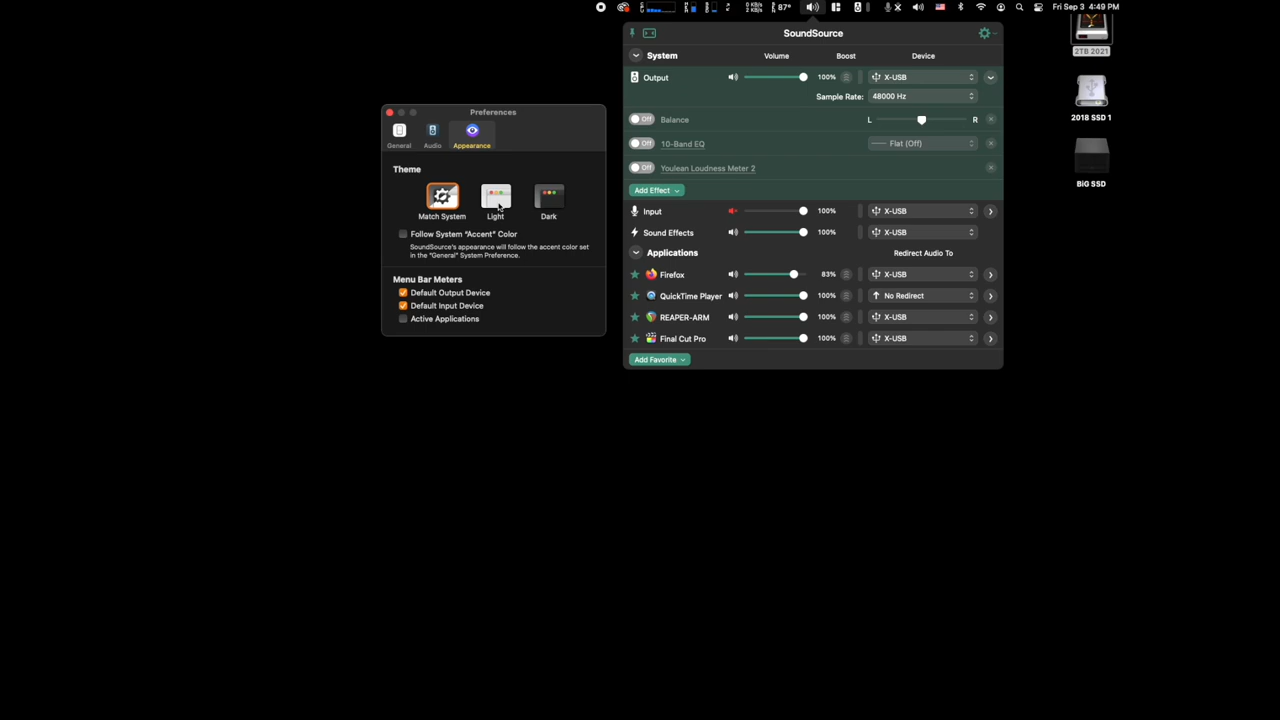 0 KB/s
2 KB/s
87°
Fri Sep 3 4:49 PM
2TB 2021
2018 SSD 1
BiG SSD
Preferences
General
Audio
Appearance
Theme
Match System
Light
Dark
Follow System “Accent” Color
SoundSource's appearance will follow the accent color set
in the “General” System Preference.
Menu Bar Meters
Default Output Device
Default Input Device
Active Applications
SoundSource
System Volume Boost Device
Output 100% X-USB
Sample Rate: 48000 Hz
Off Balance L R
Off 10-Band EQ Flat (Off)
Off Youlean Loudness Meter 2
Add Effect
Input 100% X-USB
Sound Effects 100% X-USB
Applications Redirect Audio To
Firefox 83% X-USB
QuickTime Player 100% No Redirect
REAPER-ARM 100% X-USB
Final Cut Pro 100% X-USB
Add Favorite